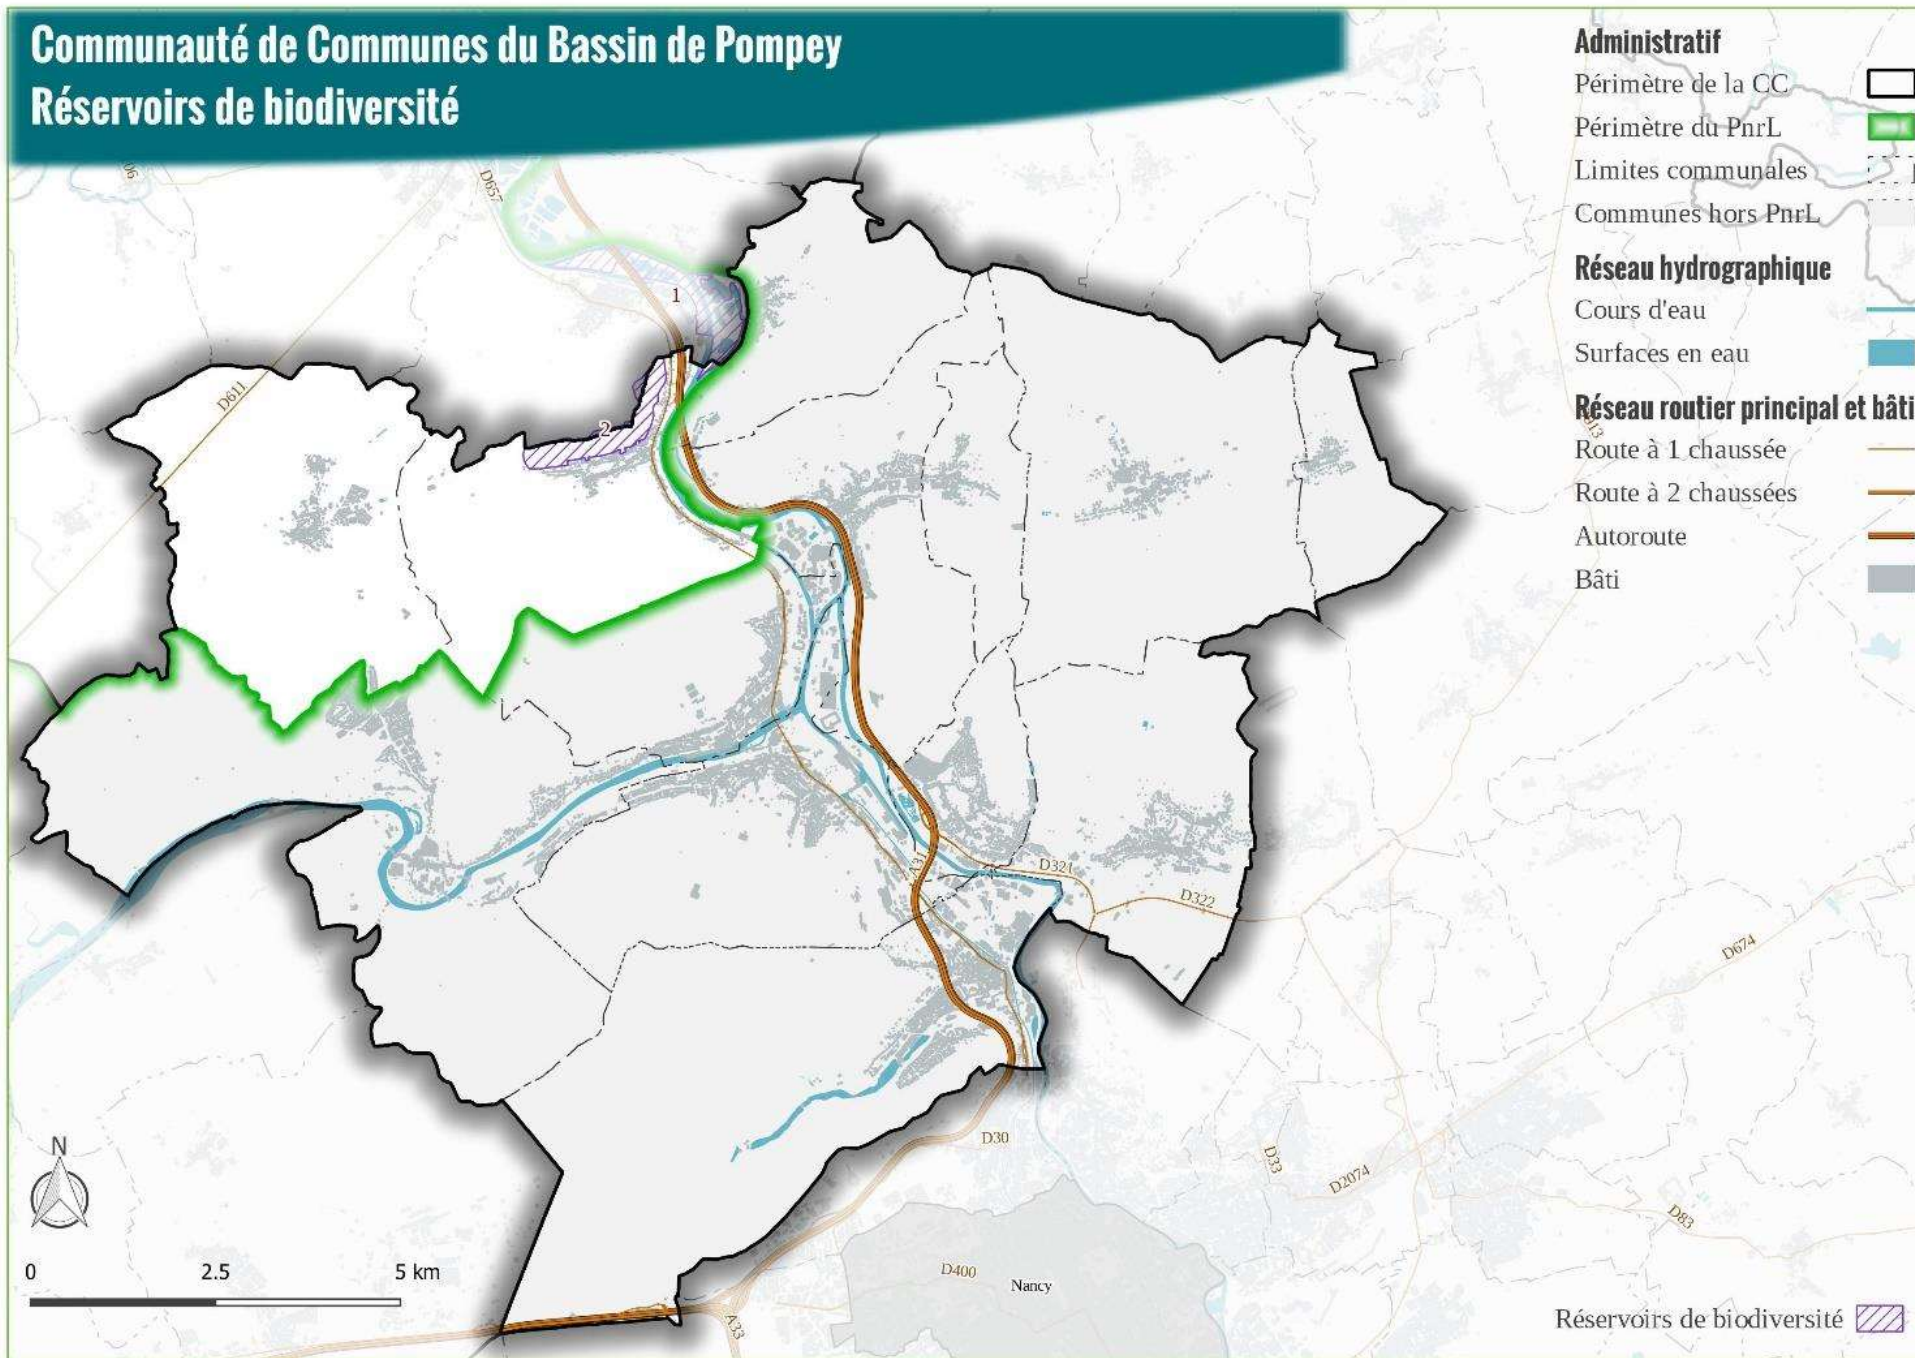 Communauté de Communes du Bassin de Pompey
Réservoirs de biodiversité
Administratif
Périmètre de la CC
Périmètre du PnrL
Limites communales
Communes hors PnrL
Réseau hydrographique
Cours d'eau
Surfaces en eau
Réseau routier principal et bâti
Route à 1 chaussée
Route à 2 chaussées
Autoroute
Bâti
D657
1
D611
2
A31
D321
D322
D674
N
D30
D33
D2074
D83
0 2.5 5 km
D400
Nancy
A33
Réservoirs de biodiversité